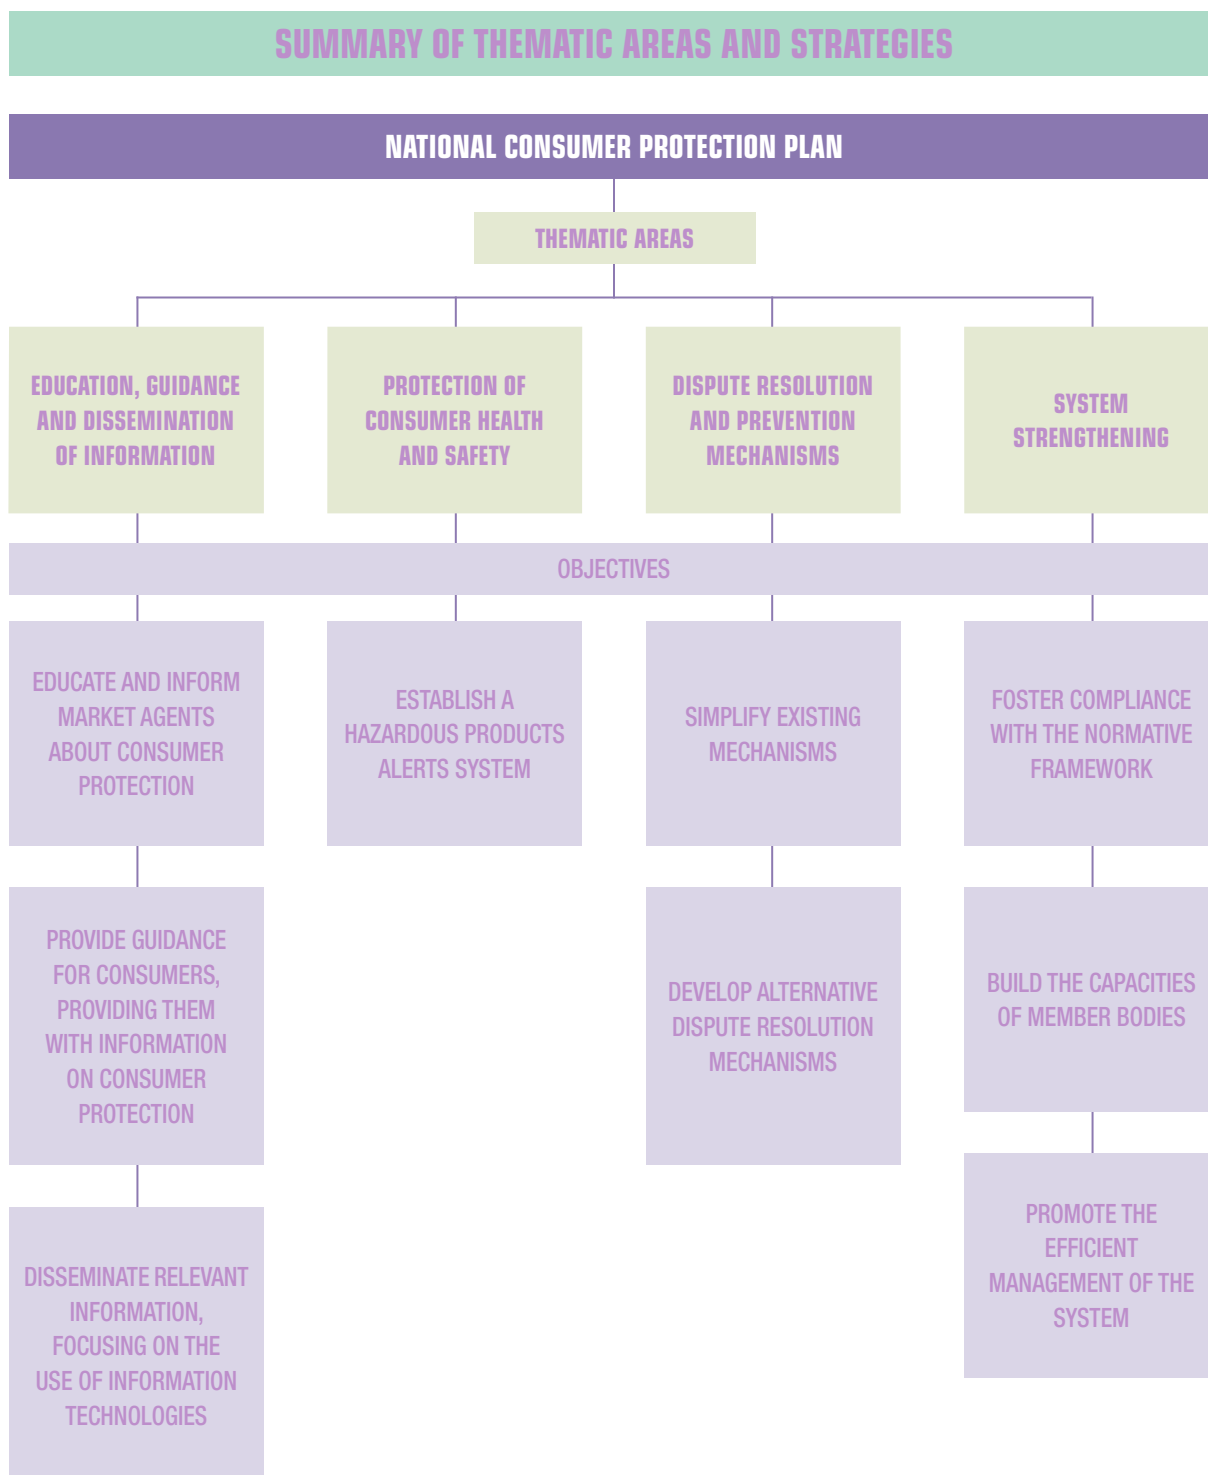 SUMMARY OF THEMATIC AREAS AND STRATEGIES
NATIONAL CONSUMER PROTECTION PLAN
THEMATIC AREAS
EDUCATION, GUIDANCE
AND DISSEMINATION
OF INFORMATION
PROTECTION OF
CONSUMER HEALTH
AND SAFETY
DISPUTE RESOLUTION
AND PREVENTION
MECHANISMS
SYSTEM
STRENGTHENING
OBJECTIVES
EDUCATE AND INFORM
MARKET AGENTS
ABOUT CONSUMER
PROTECTION
ESTABLISH A
HAZARDOUS PRODUCTS
ALERTS SYSTEM
SIMPLIFY EXISTING
MECHANISMS
FOSTER COMPLIANCE
WITH THE NORMATIVE
FRAMEWORK
PROVIDE GUIDANCE
FOR CONSUMERS,
PROVIDING THEM
WITH INFORMATION
ON CONSUMER
PROTECTION
DEVELOP ALTERNATIVE
DISPUTE RESOLUTION
MECHANISMS
BUILD THE CAPACITIES
OF MEMBER BODIES
DISSEMINATE RELEVANT
INFORMATION,
FOCUSING ON THE
USE OF INFORMATION
TECHNOLOGIES
PROMOTE THE
EFFICIENT
MANAGEMENT OF THE
SYSTEM